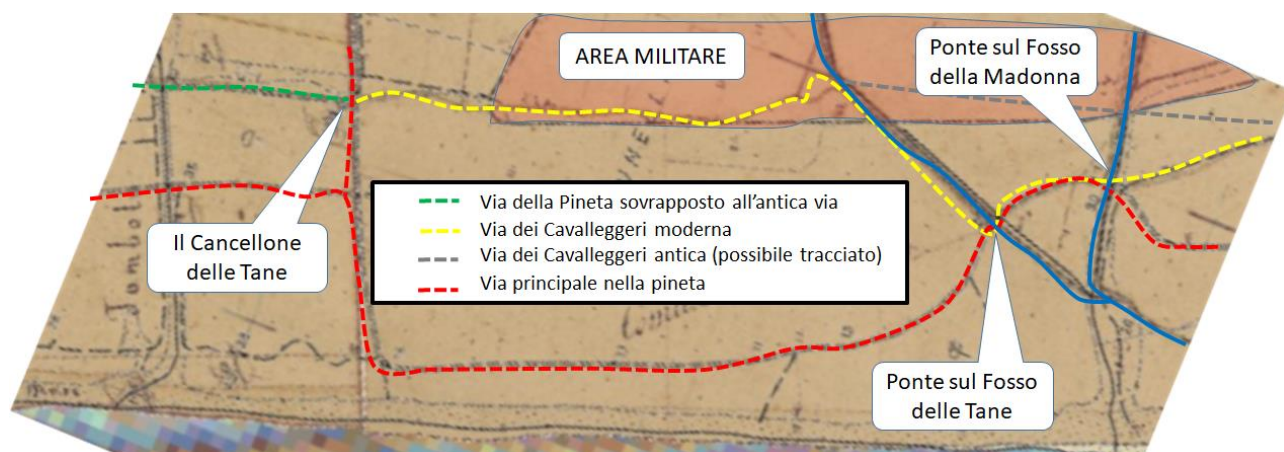 AREA MILITARE
Ponte sul Fosso
della Madonna
Il Cancellone
delle Tane
Via della Pineta sovrapposto all'antica via
Via dei Cavalleggeri moderna
Via dei Cavalleggeri antica (possibile tracciato)
Via principale nella pineta
Ponte sul Fosso
delle Tane